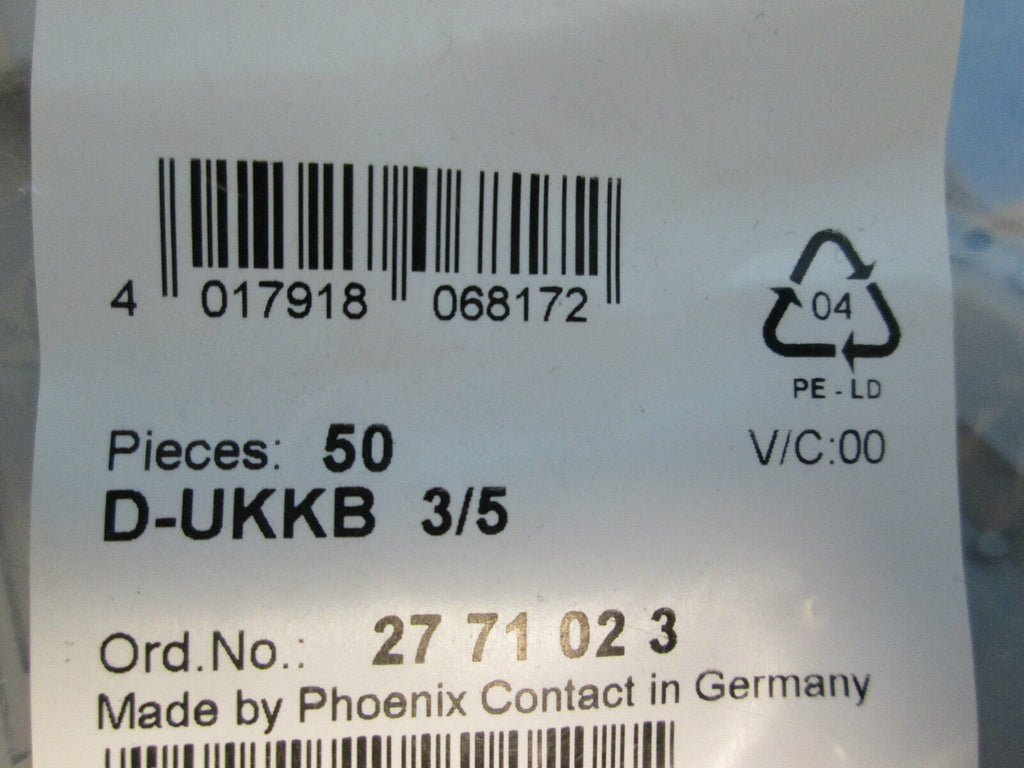 4 017918 068172
04
PE - LD
Pieces: 50
V/C:00
D-UKKB 3/5
Ord.No.: 27 71 02 3
Made by Phoenix Contact in Germany